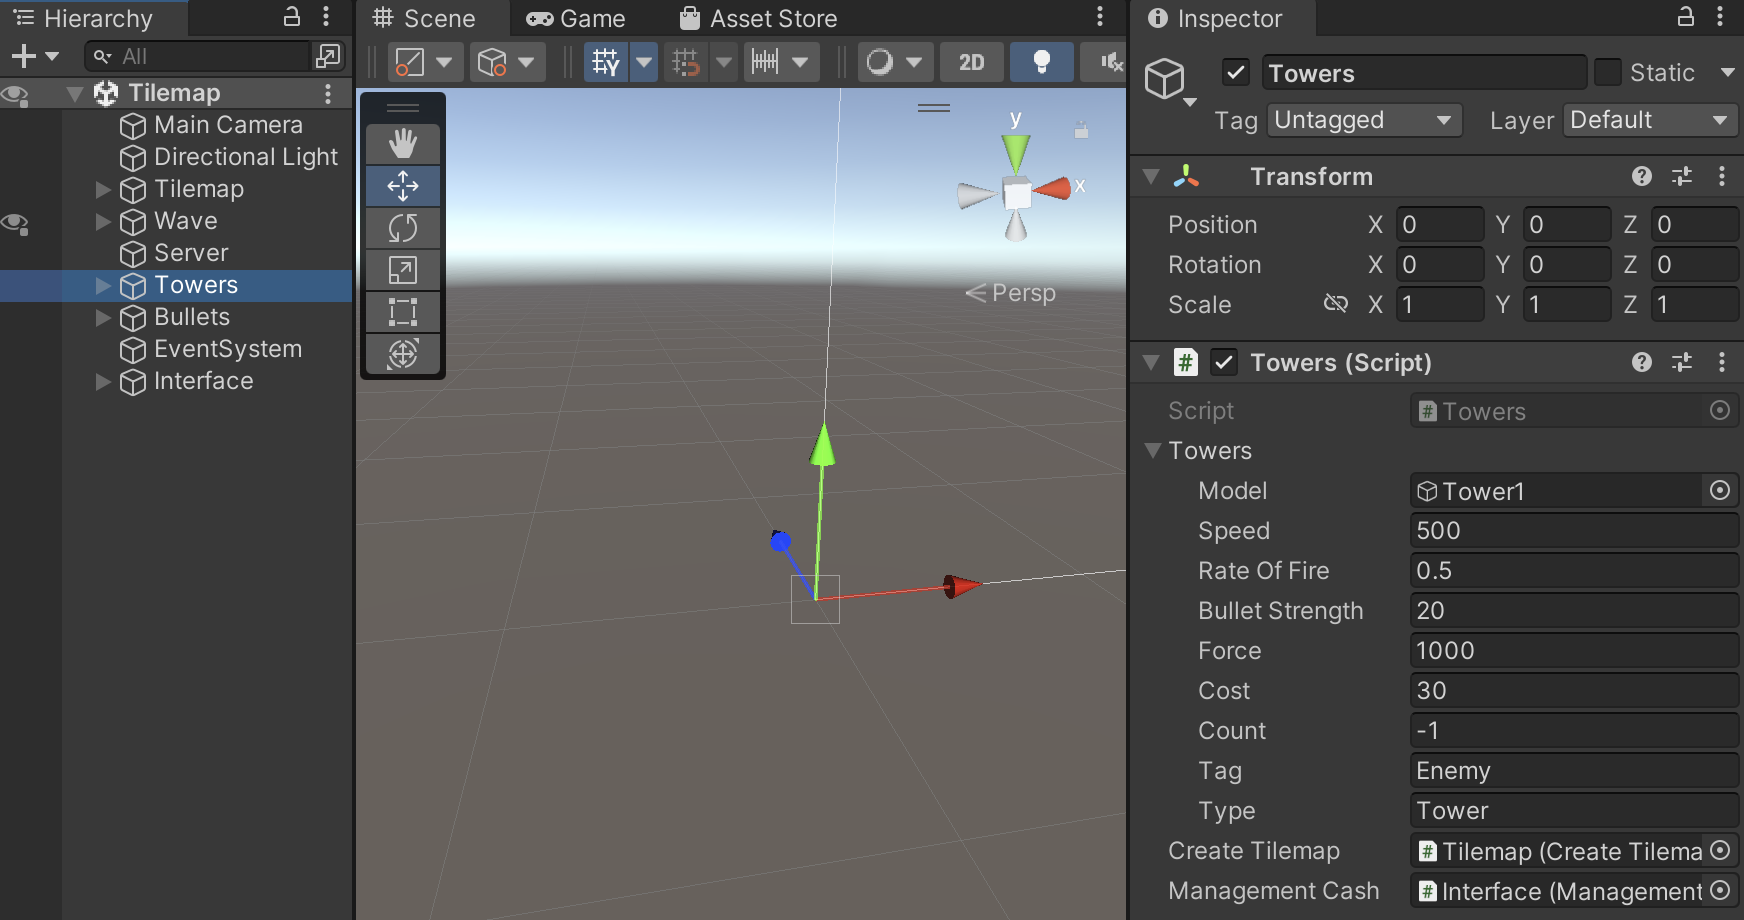 Hierarchy
All
Tilemap
Main Camera
Directional Light
Tilemap
Wave
Server
Towers
Bullets
EventSystem
Interface
Scene
Game
Asset Store
2D
y
x
Persp
Inspector
Towers
Static
Tag Untagged Layer Default
Transform
Position X 0 Y 0 Z 0
Rotation X 0 Y 0 Z 0
Scale X 1 Y 1 Z 1
Towers (Script)
Script Towers
Towers
Model Tower1
Speed 500
Rate Of Fire 0.5
Bullet Strength 20
Force 1000
Cost 30
Count -1
Tag Enemy
Type Tower
Create Tilemap Tilemap (Create Tilema
Management Cash Interface (Management